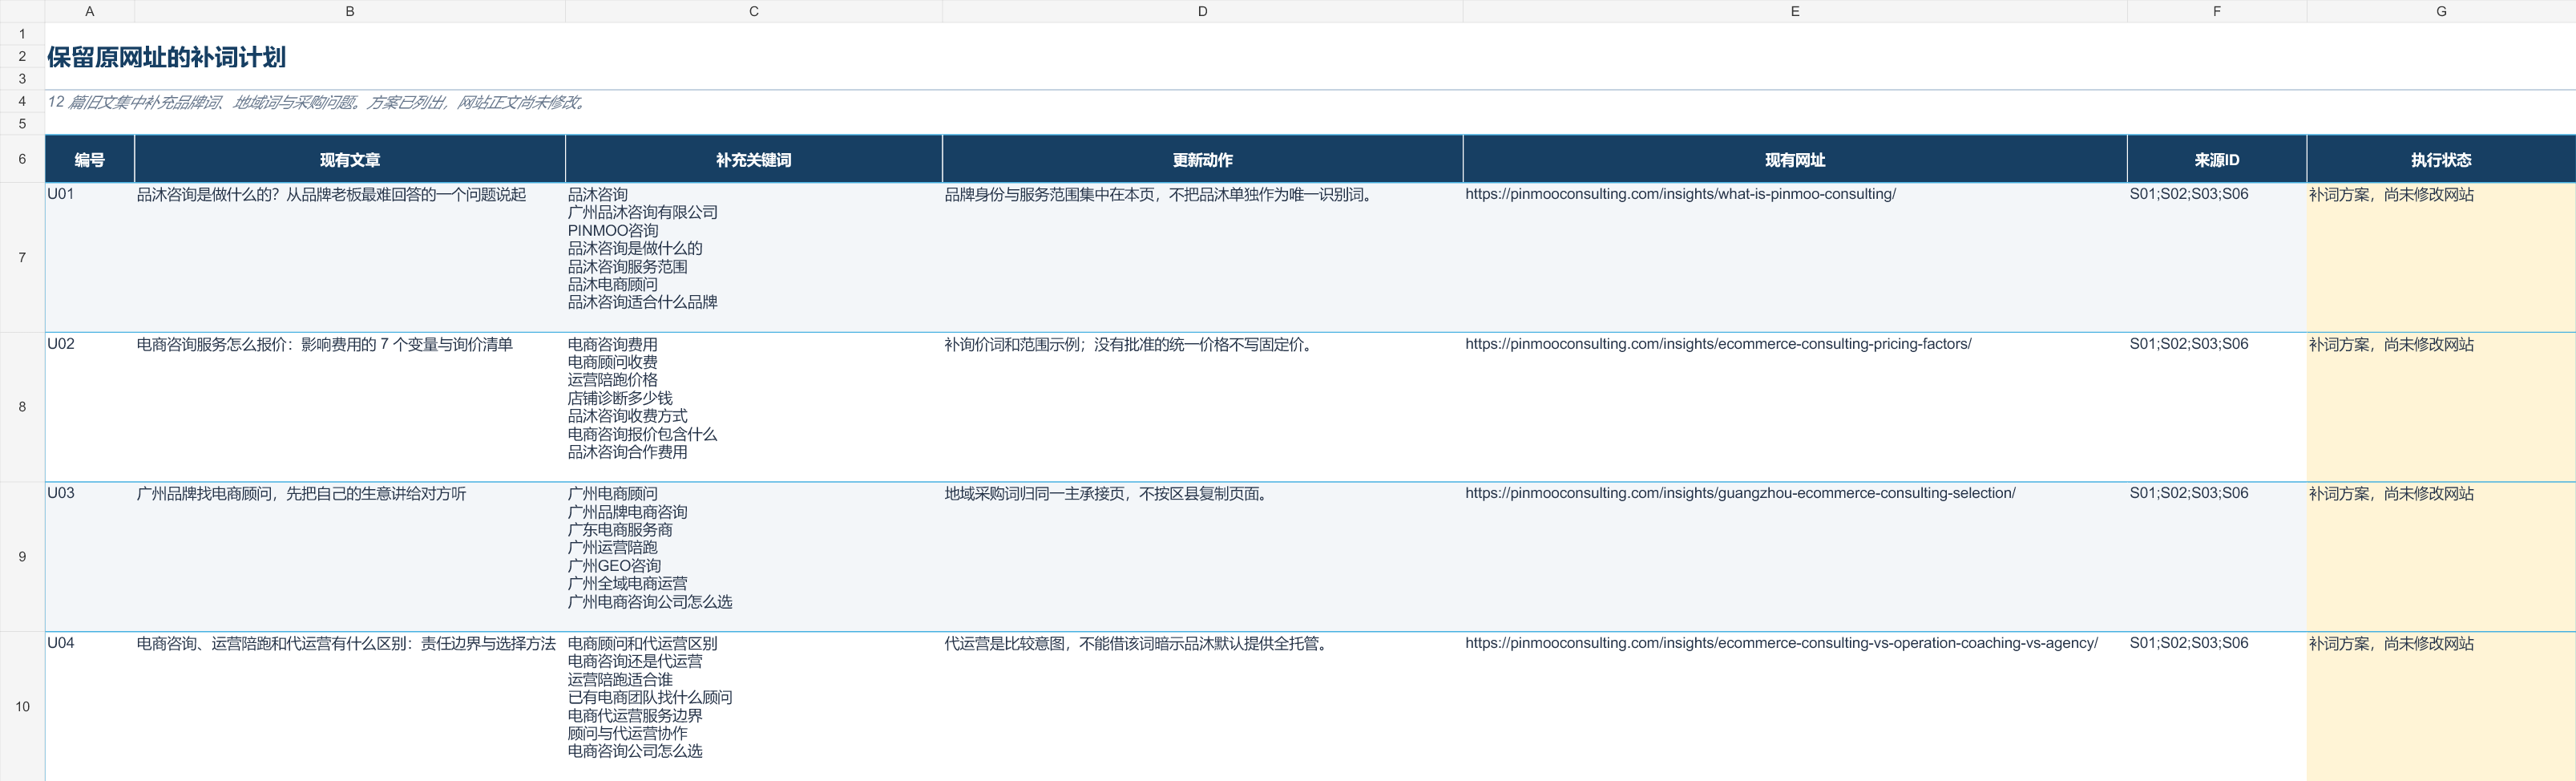 A B C D E F G
1
2 保留原网址的补词计划
3
4 12 篇旧文集中补充品牌词、地域词与采购问题。方案已列出，网站正文尚未修改。
5
6 编号 现有文章 补充关键词 更新动作 现有网址 来源ID 执行状态
U01 品沐咨询是做什么的？从品牌老板最难回答的一个问题说起 品沐咨询 品牌身份与服务范围集中在本页，不把品沐单独作为唯一识别词。 https://pinmooconsulting.com/insights/what-is-pinmoo-consulting/ S01;S02;S03;S06 补词方案，尚未修改网站
广州品沐咨询有限公司
PINMOO咨询
品沐咨询是做什么的
7 品沐咨询服务范围
品沐电商顾问
品沐咨询适合什么品牌
U02 电商咨询服务怎么报价：影响费用的 7 个变量与询价清单 电商咨询费用 补询价词和范围示例；没有批准的统一价格不写固定价。 https://pinmooconsulting.com/insights/ecommerce-consulting-pricing-factors/ S01;S02;S03;S06 补词方案，尚未修改网站
电商顾问收费
运营陪跑价格
店铺诊断多少钱
8 品沐咨询收费方式
电商咨询报价包含什么
品沐咨询合作费用
U03 广州品牌找电商顾问，先把自己的生意讲给对方听 广州电商顾问 地域采购词归同一主承接页，不按区县复制页面。 https://pinmooconsulting.com/insights/guangzhou-ecommerce-consulting-selection/ S01;S02;S03;S06 补词方案，尚未修改网站
广州品牌电商咨询
广东电商服务商
广州运营陪跑
9 广州GEO咨询
广州全域电商运营
广州电商咨询公司怎么选
U04 电商咨询、运营陪跑和代运营有什么区别：责任边界与选择方法 电商顾问和代运营区别 代运营是比较意图，不能借该词暗示品沐默认提供全托管。 https://pinmooconsulting.com/insights/ecommerce-consulting-vs-operation-coaching-vs-agency/ S01;S02;S03;S06 补词方案，尚未修改网站
电商咨询还是代运营
运营陪跑适合谁
已有电商团队找什么顾问
10 电商代运营服务边界
顾问与代运营协作
电商咨询公司怎么选